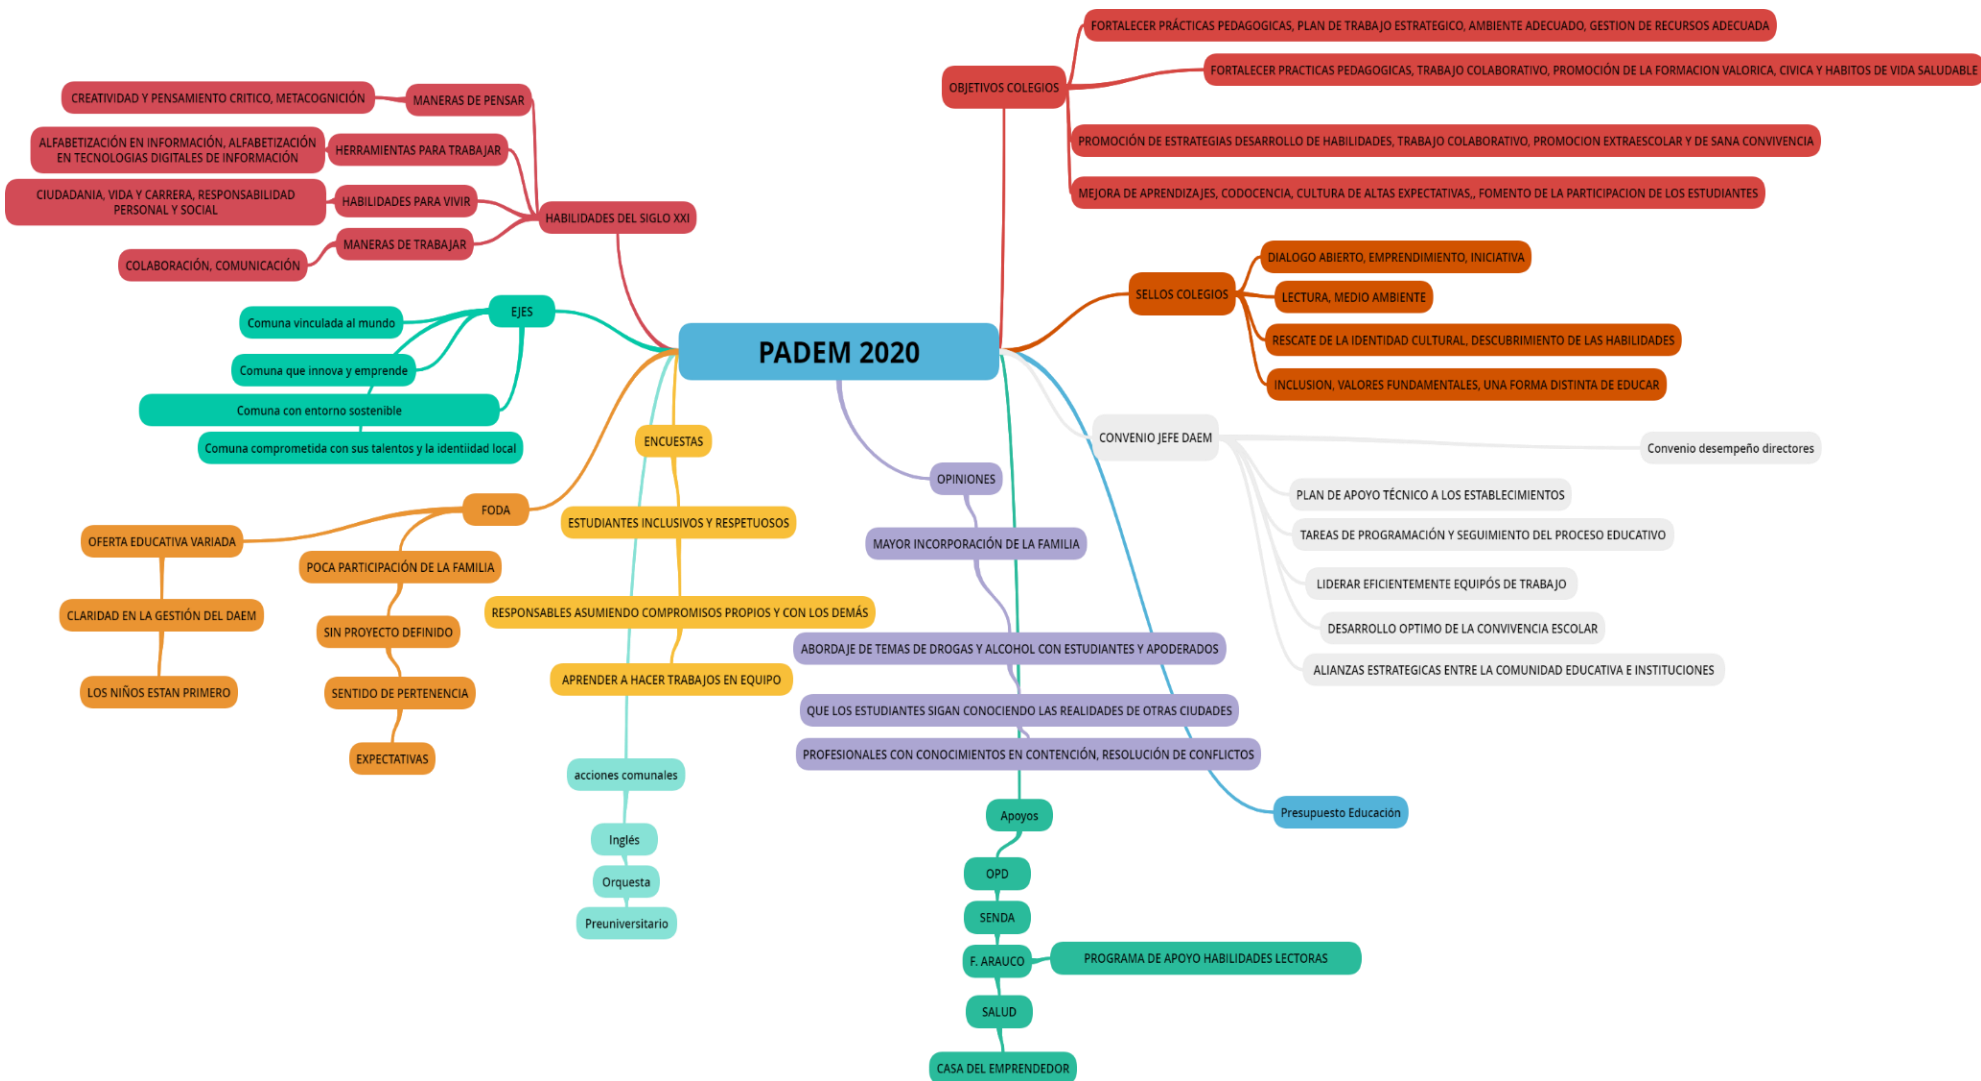 PADEM 2020
OBJETIVOS COLEGIOS
FORTALECER PRÁCTICAS PEDAGOGICAS, PLAN DE TRABAJO ESTRATEGICO, AMBIENTE ADECUADO, GESTION DE RECURSOS ADECUADA
FORTALECER PRACTICAS PEDAGOGICAS, TRABAJO COLABORATIVO, PROMOCIÓN DE LA FORMACION VALORICA, CIVICA Y HABITOS DE VIDA SALUDABLE
PROMOCIÓN DE ESTRATEGIAS DESARROLLO DE HABILIDADES, TRABAJO COLABORATIVO, PROMOCION EXTRAESCOLAR Y DE SANA CONVIVENCIA
MEJORA DE APRENDIZAJES, CODOCENCIA, CULTURA DE ALTAS EXPECTATIVAS,, FOMENTO DE LA PARTICIPACION DE LOS ESTUDIANTES
SELLOS COLEGIOS
DIALOGO ABIERTO, EMPRENDIMIENTO, INICIATIVA
LECTURA, MEDIO AMBIENTE
RESCATE DE LA IDENTIDAD CULTURAL, DESCUBRIMIENTO DE LAS HABILIDADES
INCLUSION, VALORES FUNDAMENTALES, UNA FORMA DISTINTA DE EDUCAR
CONVENIO JEFE DAEM
Convenio desempeño directores
PLAN DE APOYO TÉCNICO A LOS ESTABLECIMIENTOS
TAREAS DE PROGRAMACIÓN Y SEGUIMIENTO DEL PROCESO EDUCATIVO
LIDERAR EFICIENTEMENTE EQUIPÓS DE TRABAJO
DESARROLLO OPTIMO DE LA CONVIVENCIA ESCOLAR
ALIANZAS ESTRATEGICAS ENTRE LA COMUNIDAD EDUCATIVA E INSTITUCIONES
Presupuesto Educación
Apoyos
OPD
SENDA
F. ARAUCO
PROGRAMA DE APOYO HABILIDADES LECTORAS
SALUD
CASA DEL EMPRENDEDOR
OPINIONES
MAYOR INCORPORACIÓN DE LA FAMILIA
ABORDAJE DE TEMAS DE DROGAS Y ALCOHOL CON ESTUDIANTES Y APODERADOS
QUE LOS ESTUDIANTES SIGAN CONOCIENDO LAS REALIDADES DE OTRAS CIUDADES
PROFESIONALES CON CONOCIMIENTOS EN CONTENCIÓN, RESOLUCIÓN DE CONFLICTOS
HABILIDADES DEL SIGLO XXI
MANERAS DE PENSAR
CREATIVIDAD Y PENSAMIENTO CRITICO, METACOGNICIÓN
HERRAMIENTAS PARA TRABAJAR
ALFABETIZACIÓN EN INFORMACIÓN, ALFABETIZACIÓN
EN TECNOLOGIAS DIGITALES DE INFORMACIÓN
HABILIDADES PARA VIVIR
CIUDADANIA, VIDA Y CARRERA, RESPONSABILIDAD
PERSONAL Y SOCIAL
MANERAS DE TRABAJAR
COLABORACIÓN, COMUNICACIÓN
EJES
Comuna vinculada al mundo
Comuna que innova y emprende
Comuna con entorno sostenible
Comuna comprometida con sus talentos y la identiidad local
FODA
OFERTA EDUCATIVA VARIADA
CLARIDAD EN LA GESTIÓN DEL DAEM
LOS NIÑOS ESTAN PRIMERO
POCA PARTICIPACIÓN DE LA FAMILIA
SIN PROYECTO DEFINIDO
SENTIDO DE PERTENENCIA
EXPECTATIVAS
ENCUESTAS
ESTUDIANTES INCLUSIVOS Y RESPETUOSOS
RESPONSABLES ASUMIENDO COMPROMISOS PROPIOS Y CON LOS DEMÁS
APRENDER A HACER TRABAJOS EN EQUIPO
acciones comunales
Inglés
Orquesta
Preuniversitario